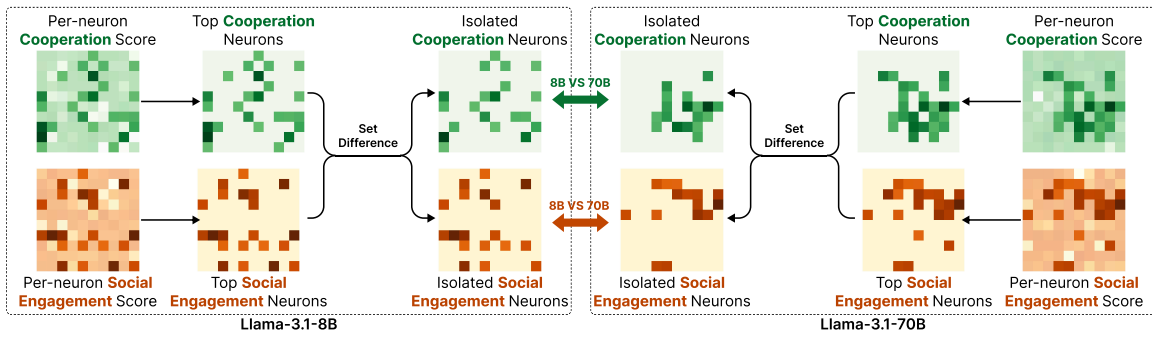 Per-neuron
Cooperation Score
Top Cooperation
Neurons
Isolated
Cooperation Neurons
Isolated
Cooperation Neurons
Top Cooperation
Neurons
Per-neuron
Cooperation Score
8B VS 70B
Set
Difference
Set
Difference
8B VS 70B
Per-neuron Social
Engagement Score
Top Social
Engagement Neurons
Isolated Social
Engagement Neurons
Isolated Social
Engagement Neurons
Top Social
Engagement Neurons
Per-neuron Social
Engagement Score
Llama-3.1-8B
Llama-3.1-70B